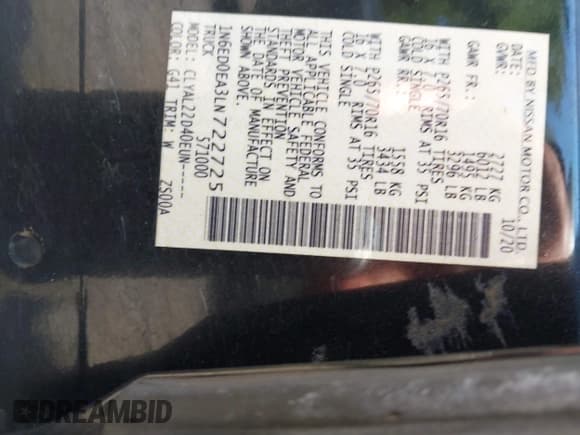 MFD BY NISSAN MOTOR CO., LTD.
DATE: 10/20
GVWR: 2727 KG
6012 LB
GAWR FR.: 1495 KG
3296 LB
WITH P265/70R16 TIRES
16 X 7.0 RIMS AT 35 PSI
COLD SINGLE
GAWR RR.: 1558 KG
3434 LB
WITH P265/70R16 TIRES
16 X 7.0 RIMS AT 35 PSI
COLD SINGLE
THIS VEHICLE CONFORMS TO
ALL APPLICABLE FEDERAL
MOTOR VEHICLE SAFETY AND
THEFT PREVENTION
STANDARDS IN EFFECT ON
THE DATE OF MANUFACTURE
SHOWN ABOVE.
1N6ED0EA3LN722725
TRUCK 571000
CLYAL22D40EUN-----
COLOR: G41 TRIM: W 2S00A
DREAMBID